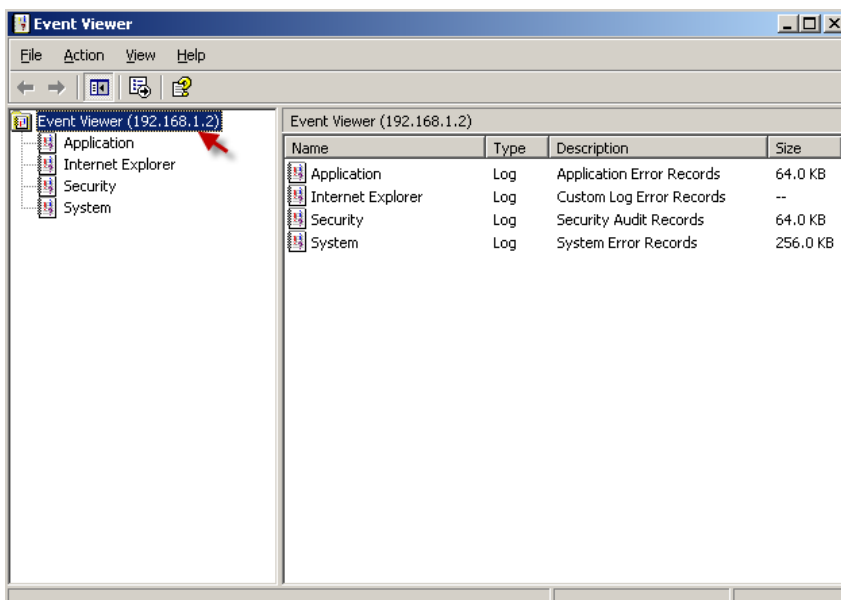 Event Viewer
File Action View Help
Event Viewer (192.168.1.2)
Application
Internet Explorer
Security
System
Event Viewer (192.168.1.2)
Name Type Description Size
Application Log Application Error Records 64.0 KB
Internet Explorer Log Custom Log Error Records --
Security Log Security Audit Records 64.0 KB
System Log System Error Records 256.0 KB